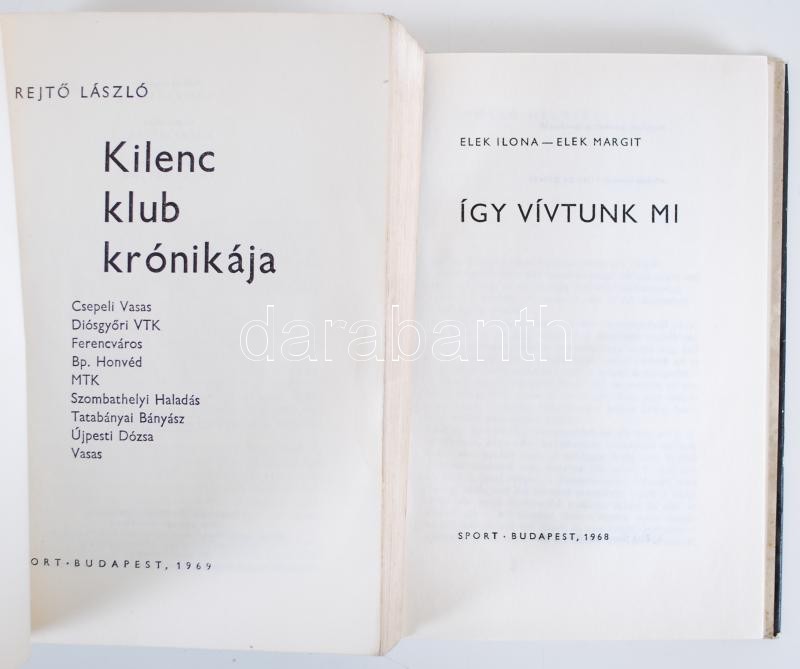 REJTŐ LÁSZLÓ
Kilenc
klub
krónikája
Csepeli Vasas
Diósgyőri VTK
Ferencváros
Bp. Honvéd
MTK
Szombathelyi Haladás
Tatabányai Bányász
Újpesti Dózsa
Vasas
ORT · BUDAPEST, 1969
ELEK ILONA — ELEK MARGIT
ÍGY VÍVTUNK MI
SPORT · BUDAPEST, 1968
darabanth